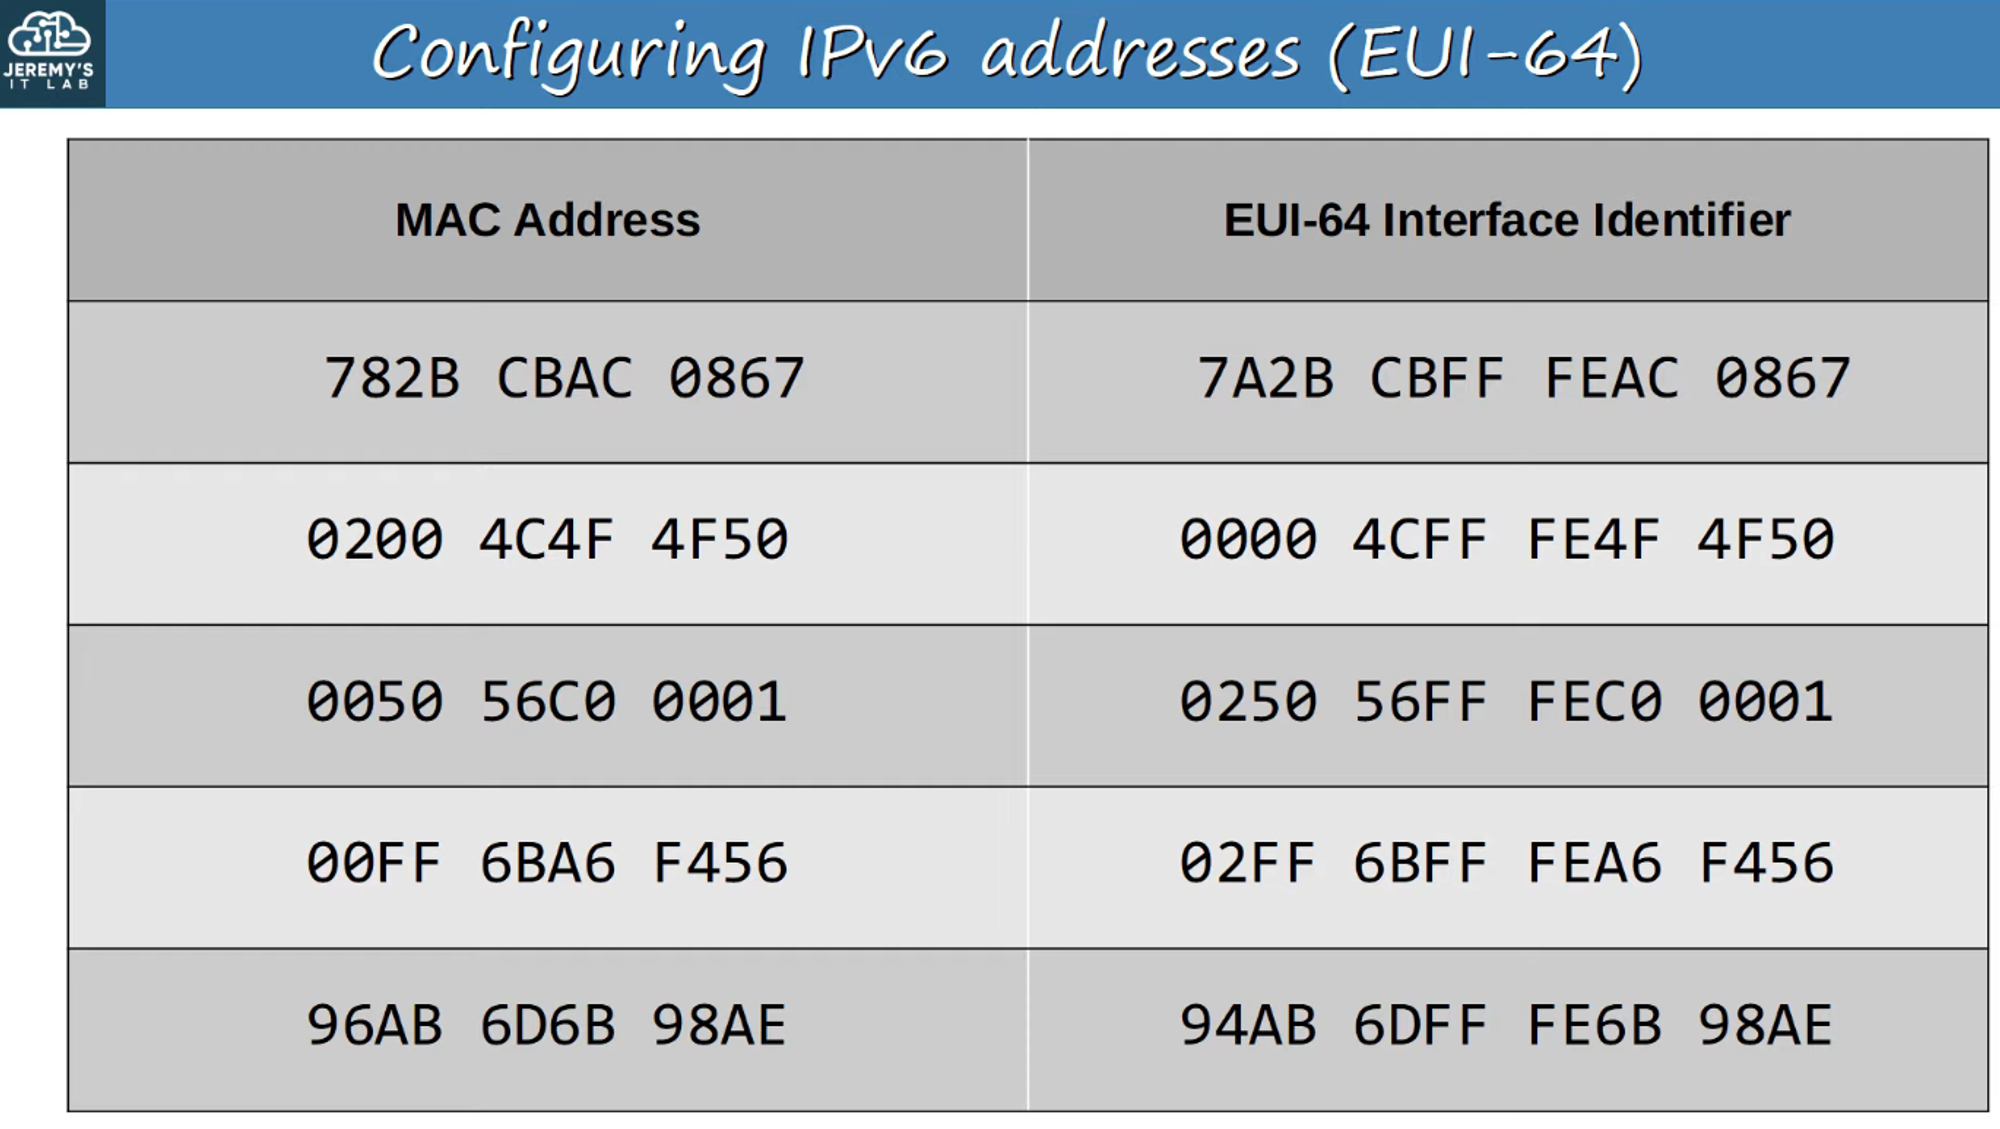 JEREMY'S
IT LAB
Configuring IPv6 addresses (EUI-64)
MAC Address EUI-64 Interface Identifier
782B CBAC 0867 7A2B CBFF FEAC 0867
0200 4C4F 4F50 0000 4CFF FE4F 4F50
0050 56C0 0001 0250 56FF FEC0 0001
00FF 6BA6 F456 02FF 6BFF FEA6 F456
96AB 6D6B 98AE 94AB 6DFF FE6B 98AE